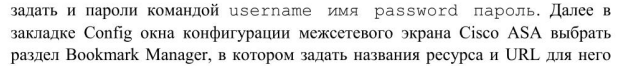 задать и пароли командой username имя password пароль. Далее в
закладке Config окна конфигурации межсетевого экрана Cisco ASA выбрать
раздел Bookmark Manager, в котором задать названия ресурса и URL для него